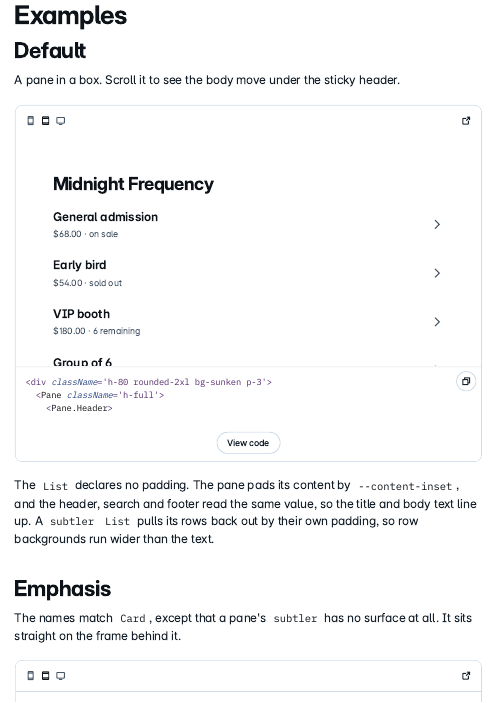 Examples
Default
A pane in a box. Scroll it to see the body move under the sticky header.
Midnight Frequency
General admission
$68.00 · on sale
Early bird
$54.00 · sold out
VIP booth
$180.00 · 6 remaining
Group of 6
<div className='h-80 rounded-2xl bg-sunken p-3'>
<Pane className='h-full'>
<Pane.Header>
View code
The List declares no padding. The pane pads its content by --content-inset,
and the header, search and footer read the same value, so the title and body text line
up. A subtler List pulls its rows back out by their own padding, so row
backgrounds run wider than the text.
Emphasis
The names match Card, except that a pane's subtler has no surface at all. It sits
straight on the frame behind it.